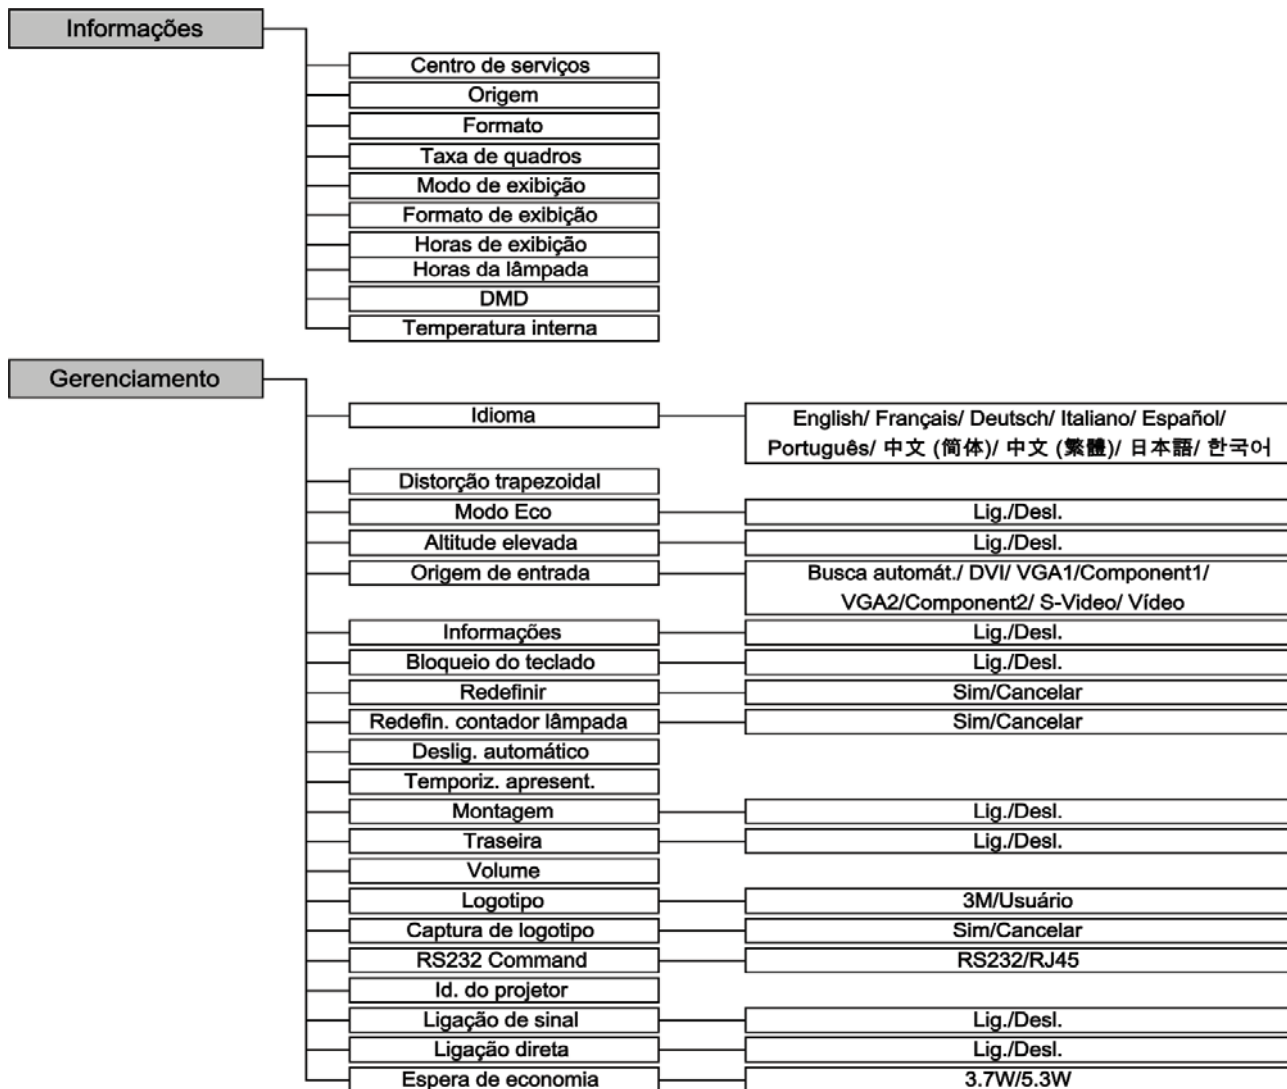 Informações
Centro de serviços
Origem
Formato
Taxa de quadros
Modo de exibição
Formato de exibição
Horas de exibição
Horas da lâmpada
DMD
Temperatura interna
Gerenciamento
Idioma
English/ Français/ Deutsch/ Italiano/ Español/
Português/ 中文 (简体)/ 中文 (繁體)/ 日本語/ 한국어
Distorção trapezoidal
Modo Eco
Lig./Desl.
Altitude elevada
Lig./Desl.
Origem de entrada
Busca automát./ DVI/ VGA1/Component1/
VGA2/Component2/ S-Video/ Vídeo
Informações
Lig./Desl.
Bloqueio do teclado
Lig./Desl.
Redefinir
Sim/Cancelar
Redefin. contador lâmpada
Sim/Cancelar
Deslig. automático
Temporiz. apresent.
Montagem
Lig./Desl.
Traseira
Lig./Desl.
Volume
Logotipo
3M/Usuário
Captura de logotipo
Sim/Cancelar
RS232 Command
RS232/RJ45
Id. do projetor
Ligação de sinal
Lig./Desl.
Ligação direta
Lig./Desl.
Espera de economia
3.7W/5.3W